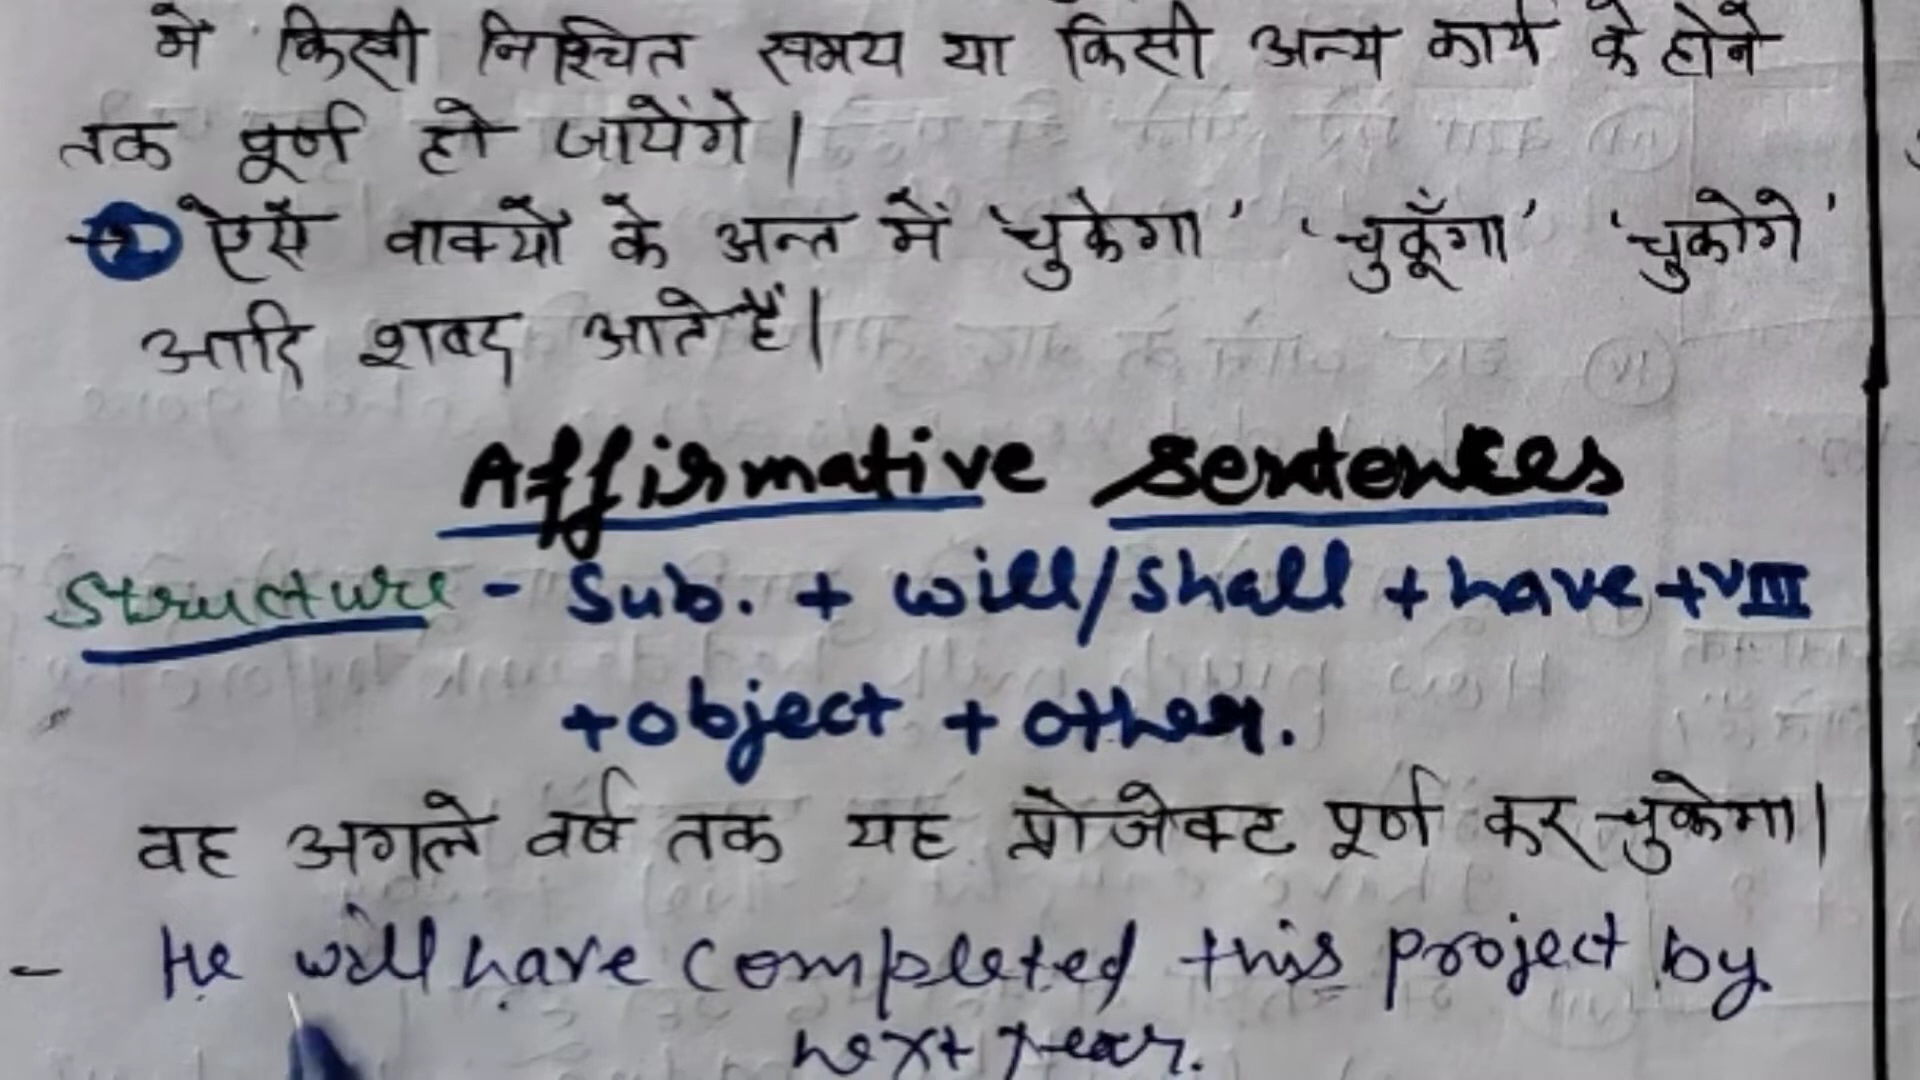 में किसी निश्चित समय या किसी अन्य कार्य के होने
तक पूर्ण हो जायेंगे।
ऐसे वाक्यों के अन्त में 'चुकेगा' 'चुकूँगा' 'चुकोगे'
आदि शबद आते हैं।
Affirmative sentences
Structure - Sub. + will/shall + have + VIII
+ object + other.
वह अगले वर्ष तक यह प्रोजेक्ट पूर्ण कर चुकेगा।
- He will have completed this project by
next year.